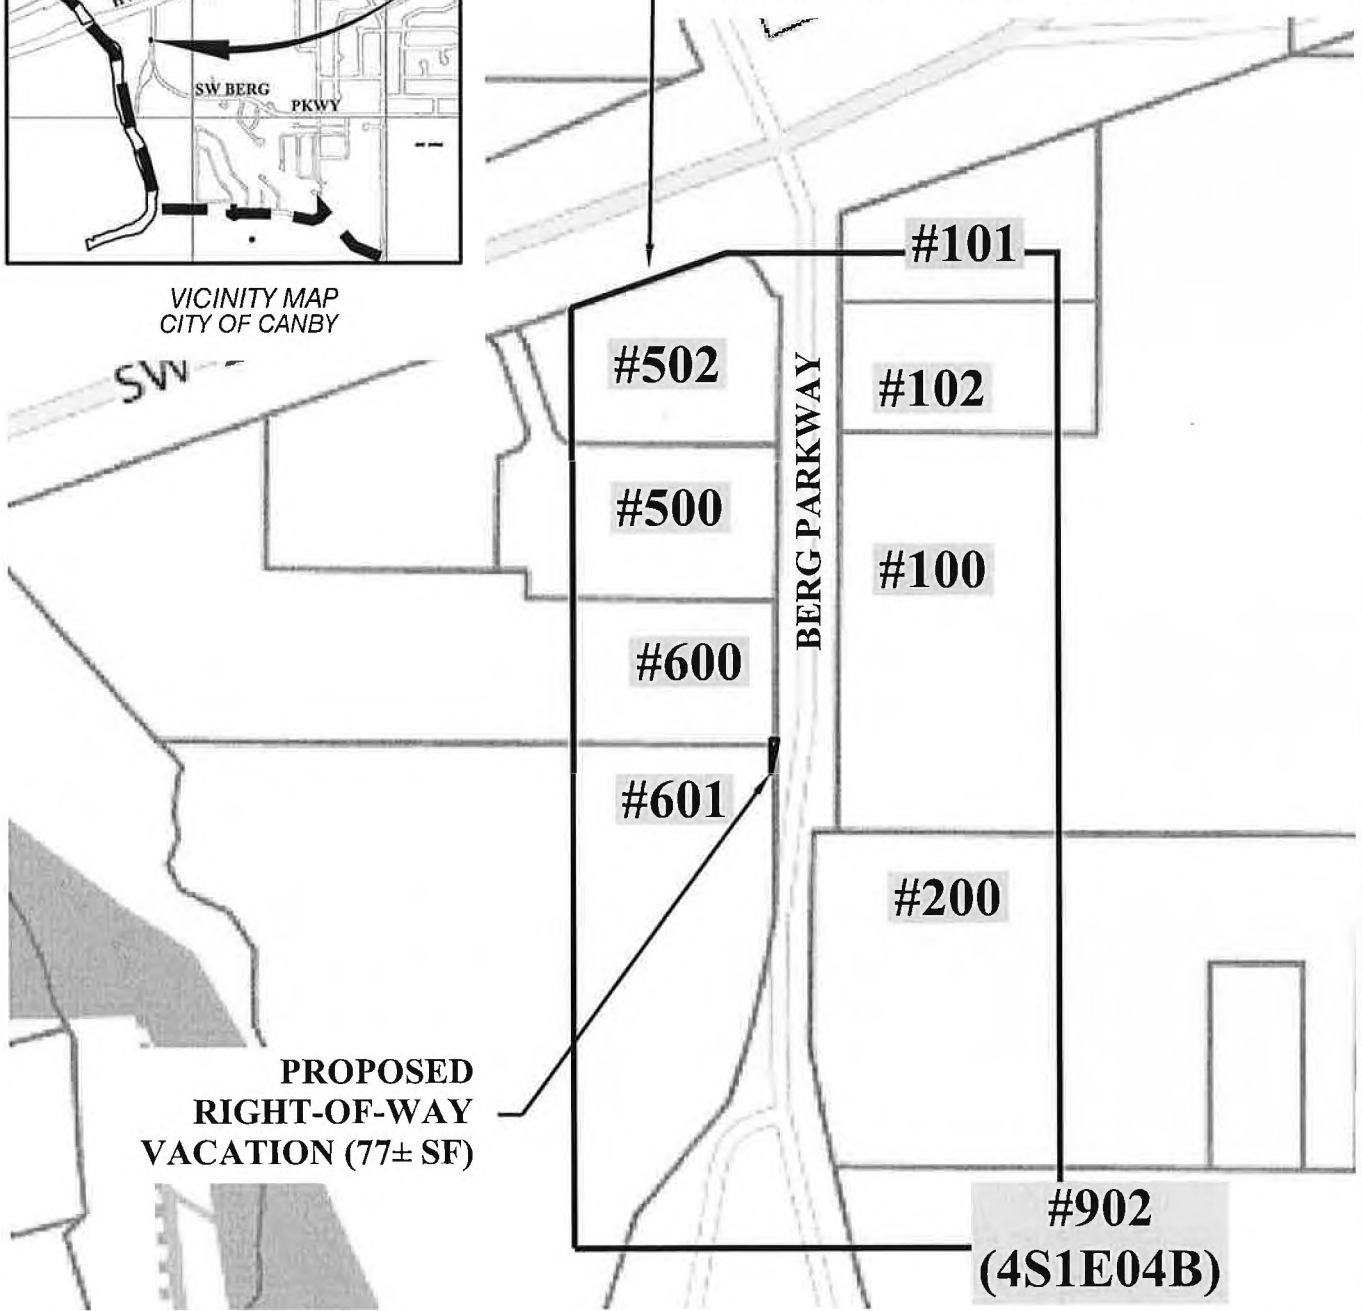 SW BERG
PKWY
VICINITY MAP
CITY OF CANBY
SW
#101
#502
#102
BERG PARKWAY
#500
#100
#600
#601
#200
PROPOSED
RIGHT-OF-WAY
VACATION (77± SF)
#902
(4S1E04B)